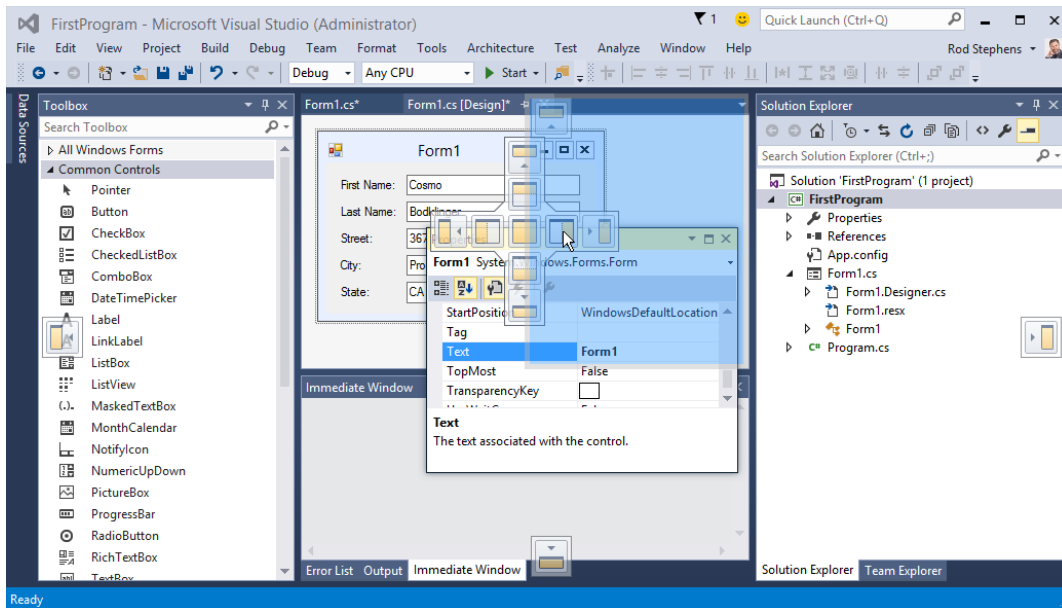 FirstProgram - Microsoft Visual Studio (Administrator)
1
Quick Launch (Ctrl+Q)
File Edit View Project Build Debug Team Format Tools Architecture Test Analyze Window Help
Rod Stephens
Debug Any CPU Start
Data Sources
Toolbox
Search Toolbox
All Windows Forms
Common Controls
Pointer
Button
CheckBox
CheckedListBox
ComboBox
DateTimePicker
Label
LinkLabel
ListBox
ListView
MaskedTextBox
MonthCalendar
NotifyIcon
NumericUpDown
PictureBox
ProgressBar
RadioButton
RichTextBox
TextBox
Form1.cs* Form1.cs [Design]*
Form1
First Name: Cosmo
Last Name:
Street: 367
City: Pro
State: CA
Properties
Form1
StartPosition WindowsDefaultLocation
Tag
Text Form1
TopMost False
TransparencyKey
Text
The text associated with the control.
Immediate Window
Error List Output Immediate Window
Solution Explorer
Search Solution Explorer (Ctrl+;)
Solution 'FirstProgram' (1 project)
C# FirstProgram
Properties
References
App.config
Form1.cs
Form1.Designer.cs
Form1.resx
Form1
C# Program.cs
Solution Explorer Team Explorer
Ready